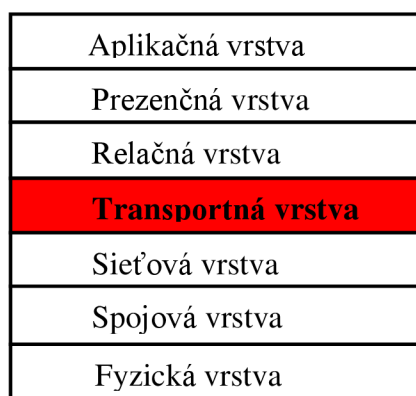 Aplikačná vrstva
Prezenčná vrstva
Relačná vrstva
Transportná vrstva
Sieťová vrstva
Spojová vrstva
Fyzická vrstva